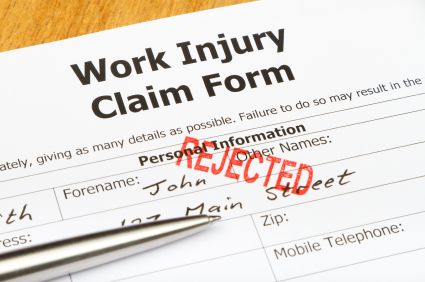 Work Injury
Claim Form
ately, giving as many details as possible. Failure to do so may result in the
Personal Information
REJECTED
Forename: John Other Names:
th
ess: Main Street Zip:
Mobile Telephone: